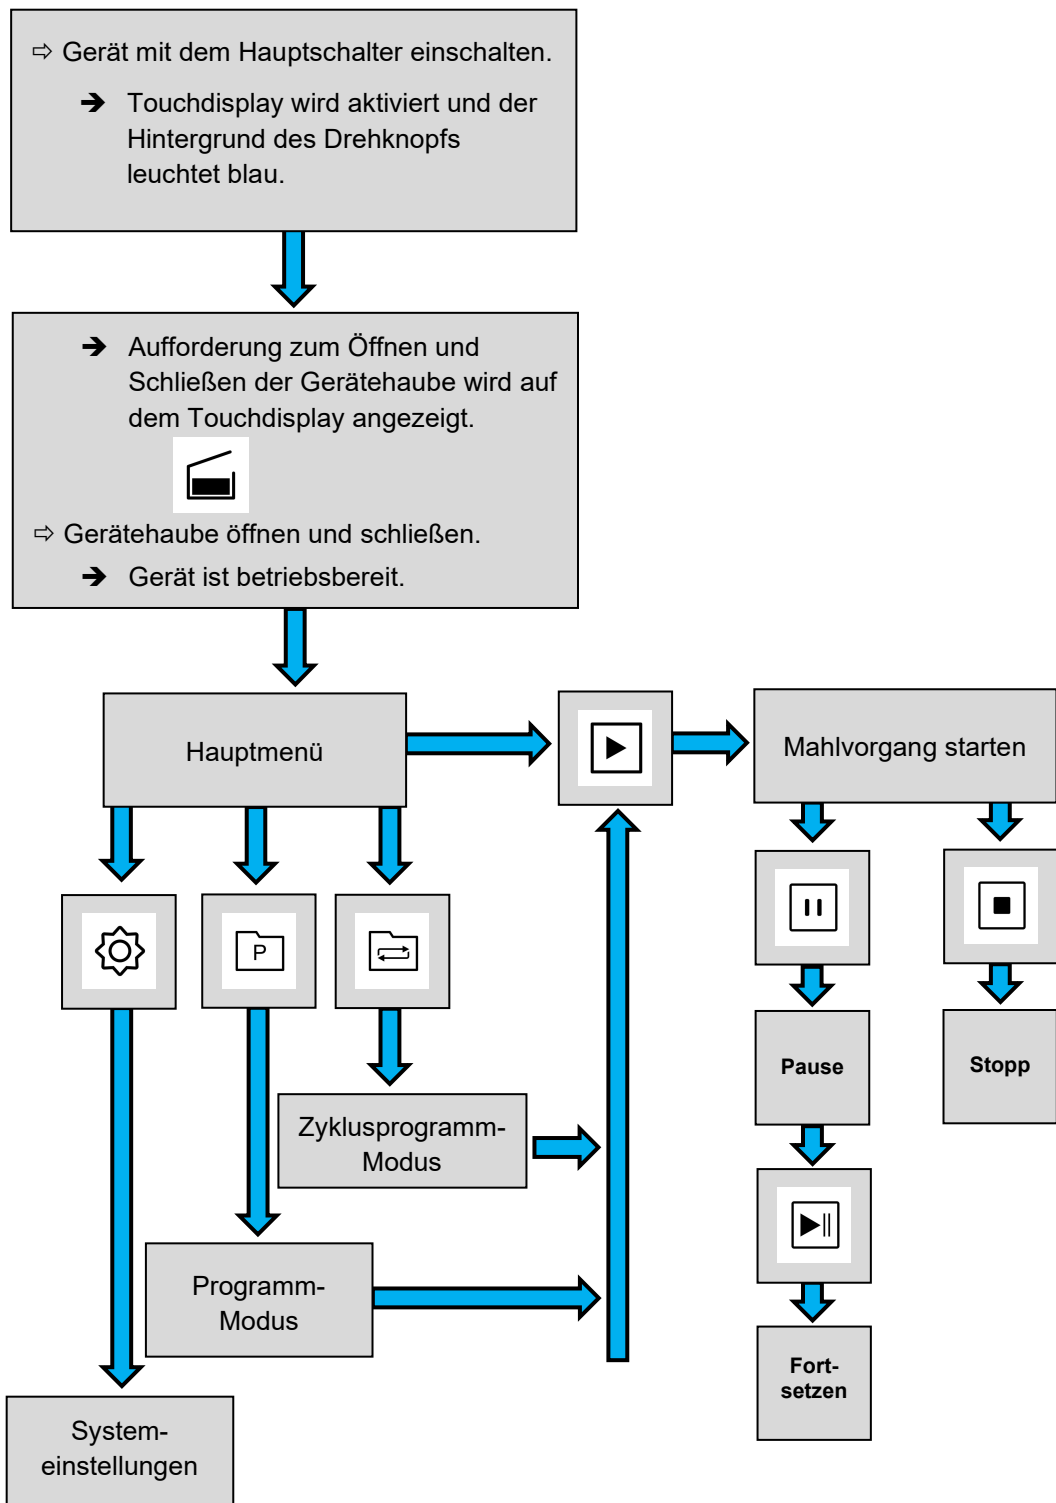 ⇨ Gerät mit dem Hauptschalter einschalten.
➔ Touchdisplay wird aktiviert und der
Hintergrund des Drehknopfs
leuchtet blau.
➔ Aufforderung zum Öffnen und
Schließen der Gerätehaube wird auf
dem Touchdisplay angezeigt.
⇨ Gerätehaube öffnen und schließen.
➔ Gerät ist betriebsbereit.
Hauptmenü
Mahlvorgang starten
P
Pause
Stopp
Zyklusprogramm-
Modus
Programm-
Modus
Fort-
setzen
System-
einstellungen